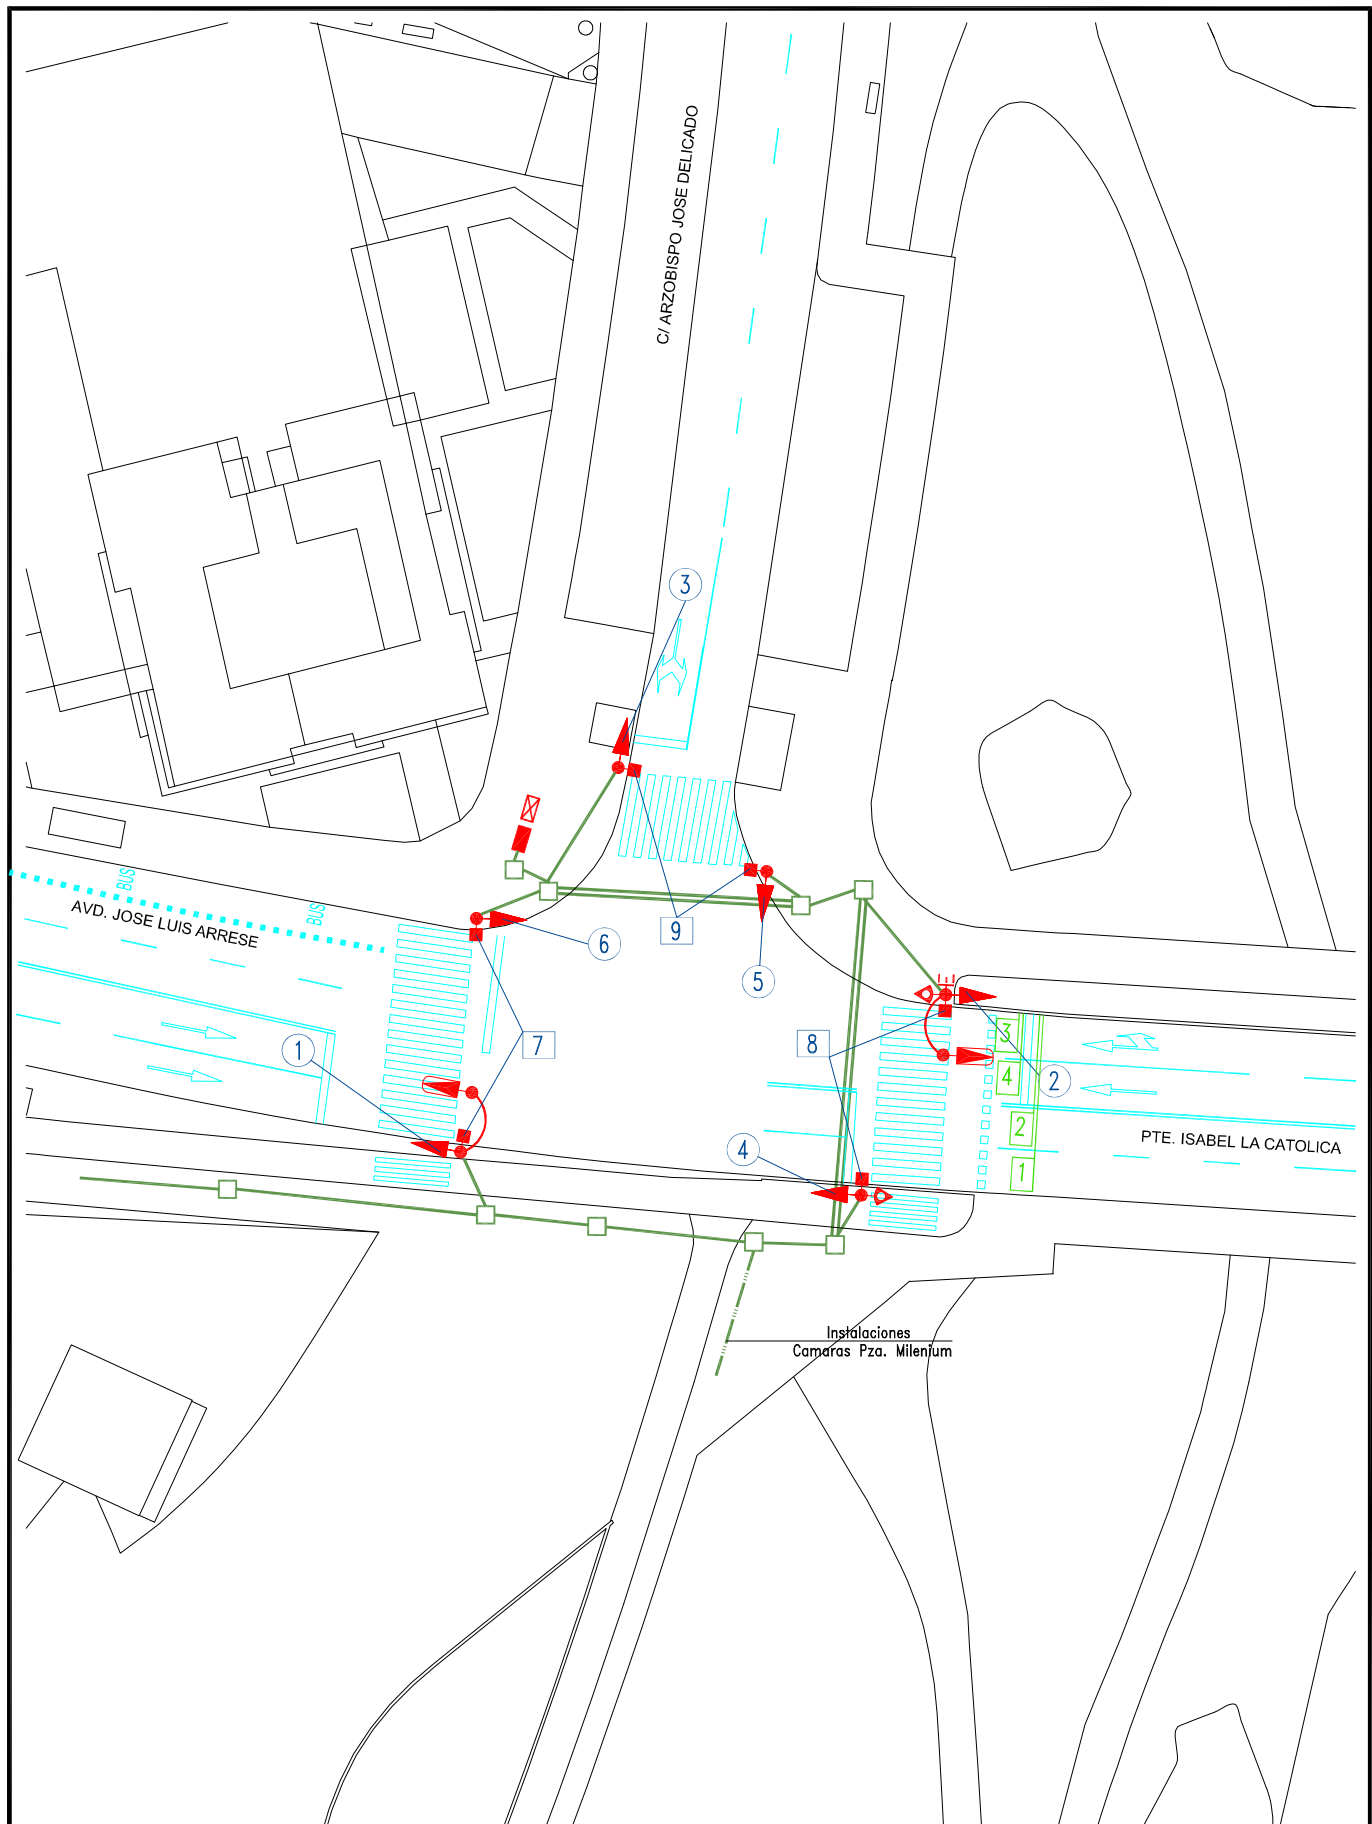 C/ ARZOBISPO JOSE DELICADO
3
BUS
BUS
AVD. JOSE LUIS ARRESE
9
6
5
1
7
8
3
4
2
2
1
4
PTE. ISABEL LA CATOLICA
Instalaciones
Camaras Pza. Milenium